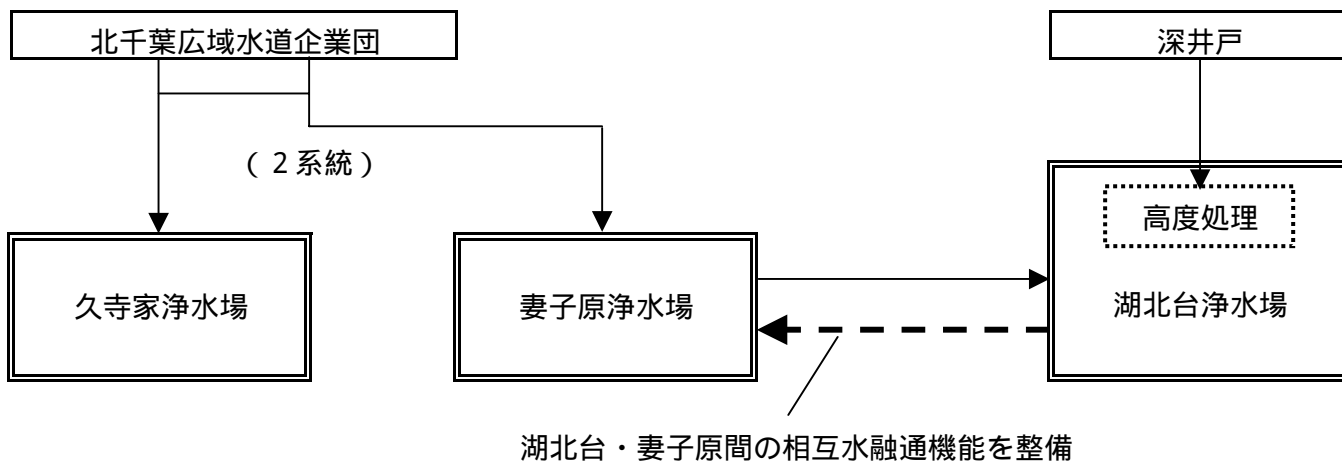 北千葉広域水道企業団
深井戸
(2系統)
高度処理
久寺家浄水場
妻子原浄水場
湖北台浄水場
湖北台・妻子原間の相互水融通機能を整備